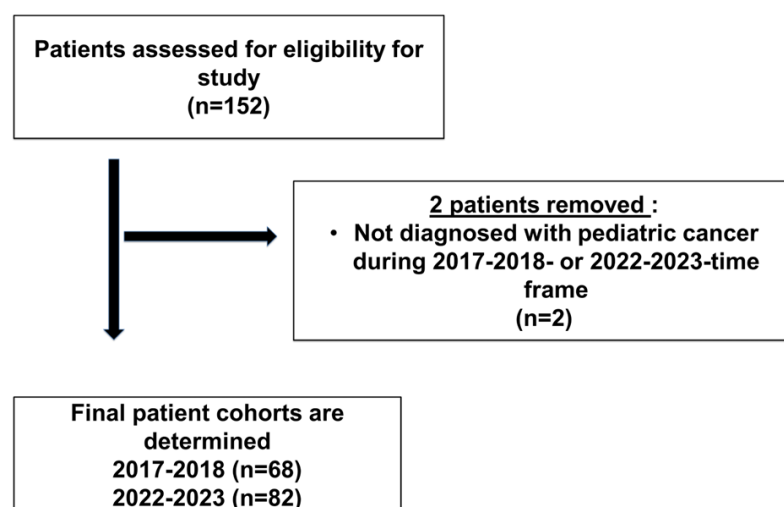 Patients assessed for eligibility for
study
(n=152)
2 patients removed :
• Not diagnosed with pediatric cancer
during 2017-2018- or 2022-2023-time
frame
(n=2)
Final patient cohorts are
determined
2017-2018 (n=68)
2022-2023 (n=82)